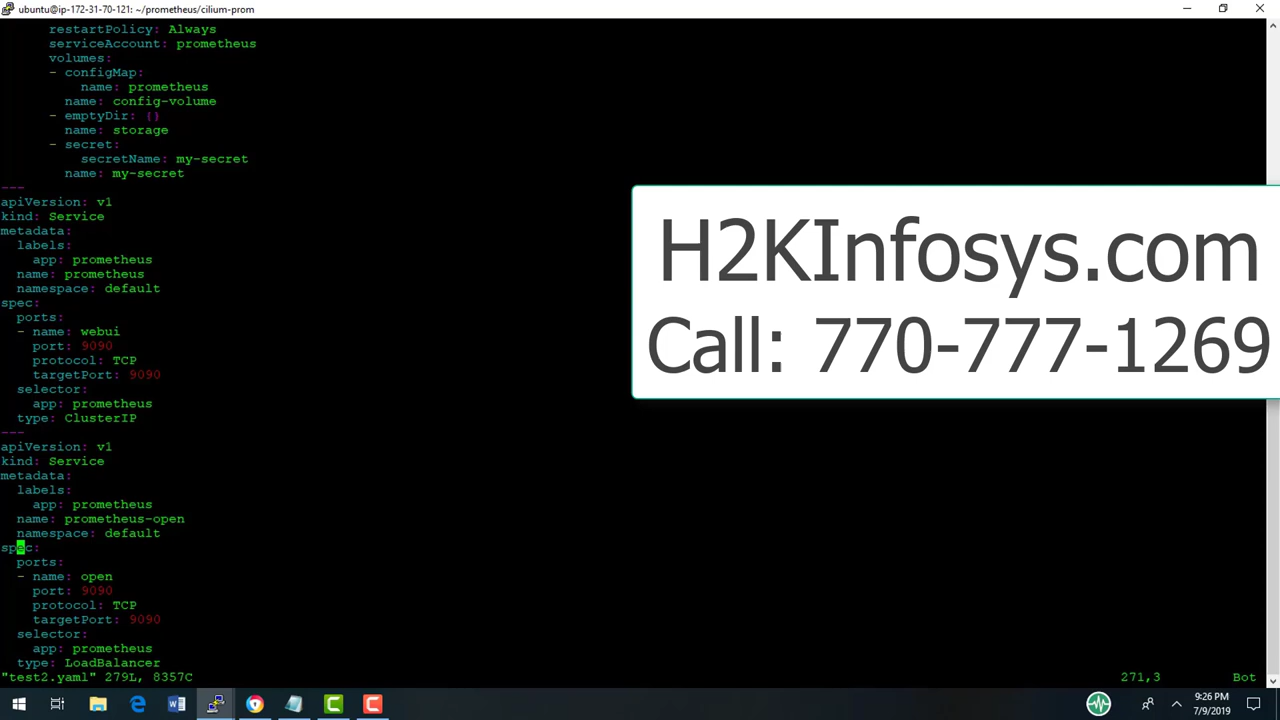 ubuntu@ip-172-31-70-121: ~/prometheus/cilium-prom
      restartPolicy: Always
      serviceAccount: prometheus
      volumes:
      - configMap:
          name: prometheus
        name: config-volume
      - emptyDir: {}
        name: storage
      - secret:
          secretName: my-secret
        name: my-secret
---
apiVersion: v1
kind: Service
metadata:
  labels:
    app: prometheus
  name: prometheus
  namespace: default
spec:
  ports:
  - name: webui
    port: 9090
    protocol: TCP
    targetPort: 9090
  selector:
    app: prometheus
  type: ClusterIP
---
apiVersion: v1
kind: Service
metadata:
  labels:
    app: prometheus
  name: prometheus-open
  namespace: default
spec:
  ports:
  - name: open
    port: 9090
    protocol: TCP
    targetPort: 9090
  selector:
    app: prometheus
  type: LoadBalancer
"test2.yaml" 279L, 8357C 271,3 Bot
H2KInfosys.com
Call: 770-777-1269
9:26 PM
7/9/2019